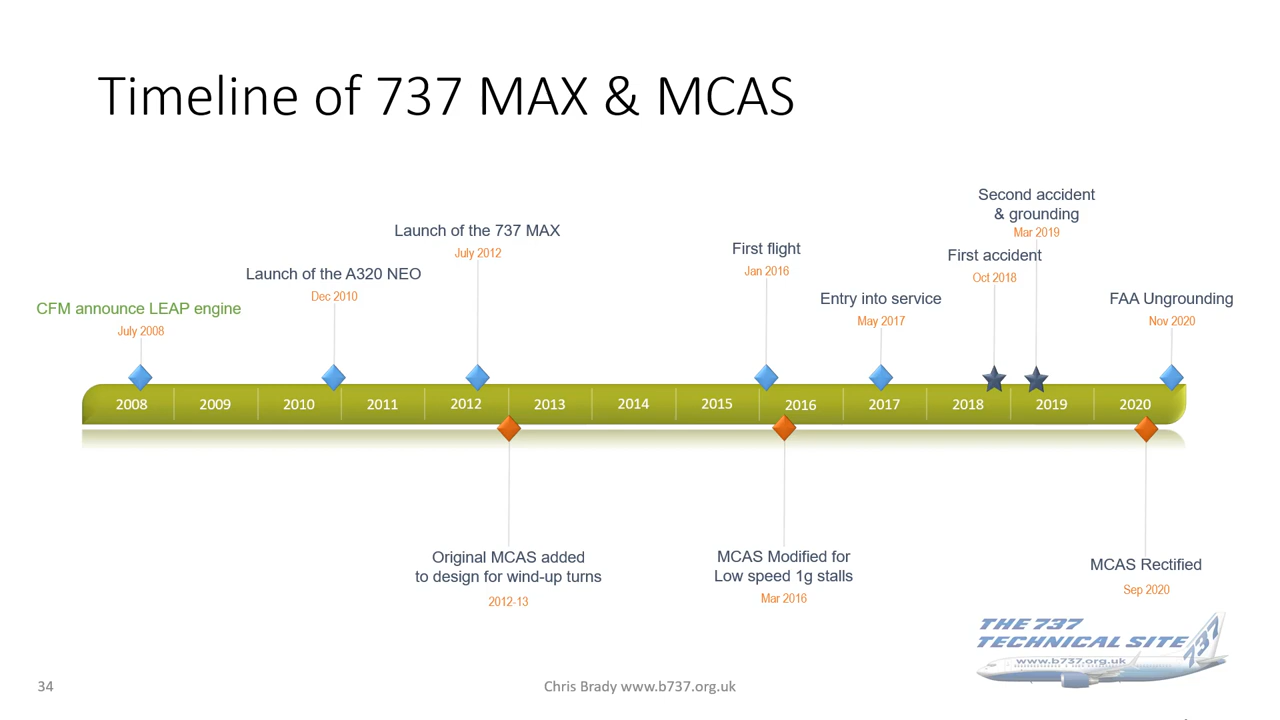 Timeline of 737 MAX & MCAS
Second accident
& grounding
Mar 2019
Launch of the 737 MAX
July 2012
First flight
Jan 2016
First accident
Oct 2018
Launch of the A320 NEO
Dec 2010
Entry into service
May 2017
FAA Ungrounding
Nov 2020
CFM announce LEAP engine
July 2008
2008 2009 2010 2011 2012 2013 2014 2015 2016 2017 2018 2019 2020
Original MCAS added
to design for wind-up turns
2012-13
MCAS Modified for
Low speed 1g stalls
Mar 2016
MCAS Rectified
Sep 2020
THE 737
TECHNICAL SITE
737
www.b737.org.uk
34
Chris Brady www.b737.org.uk